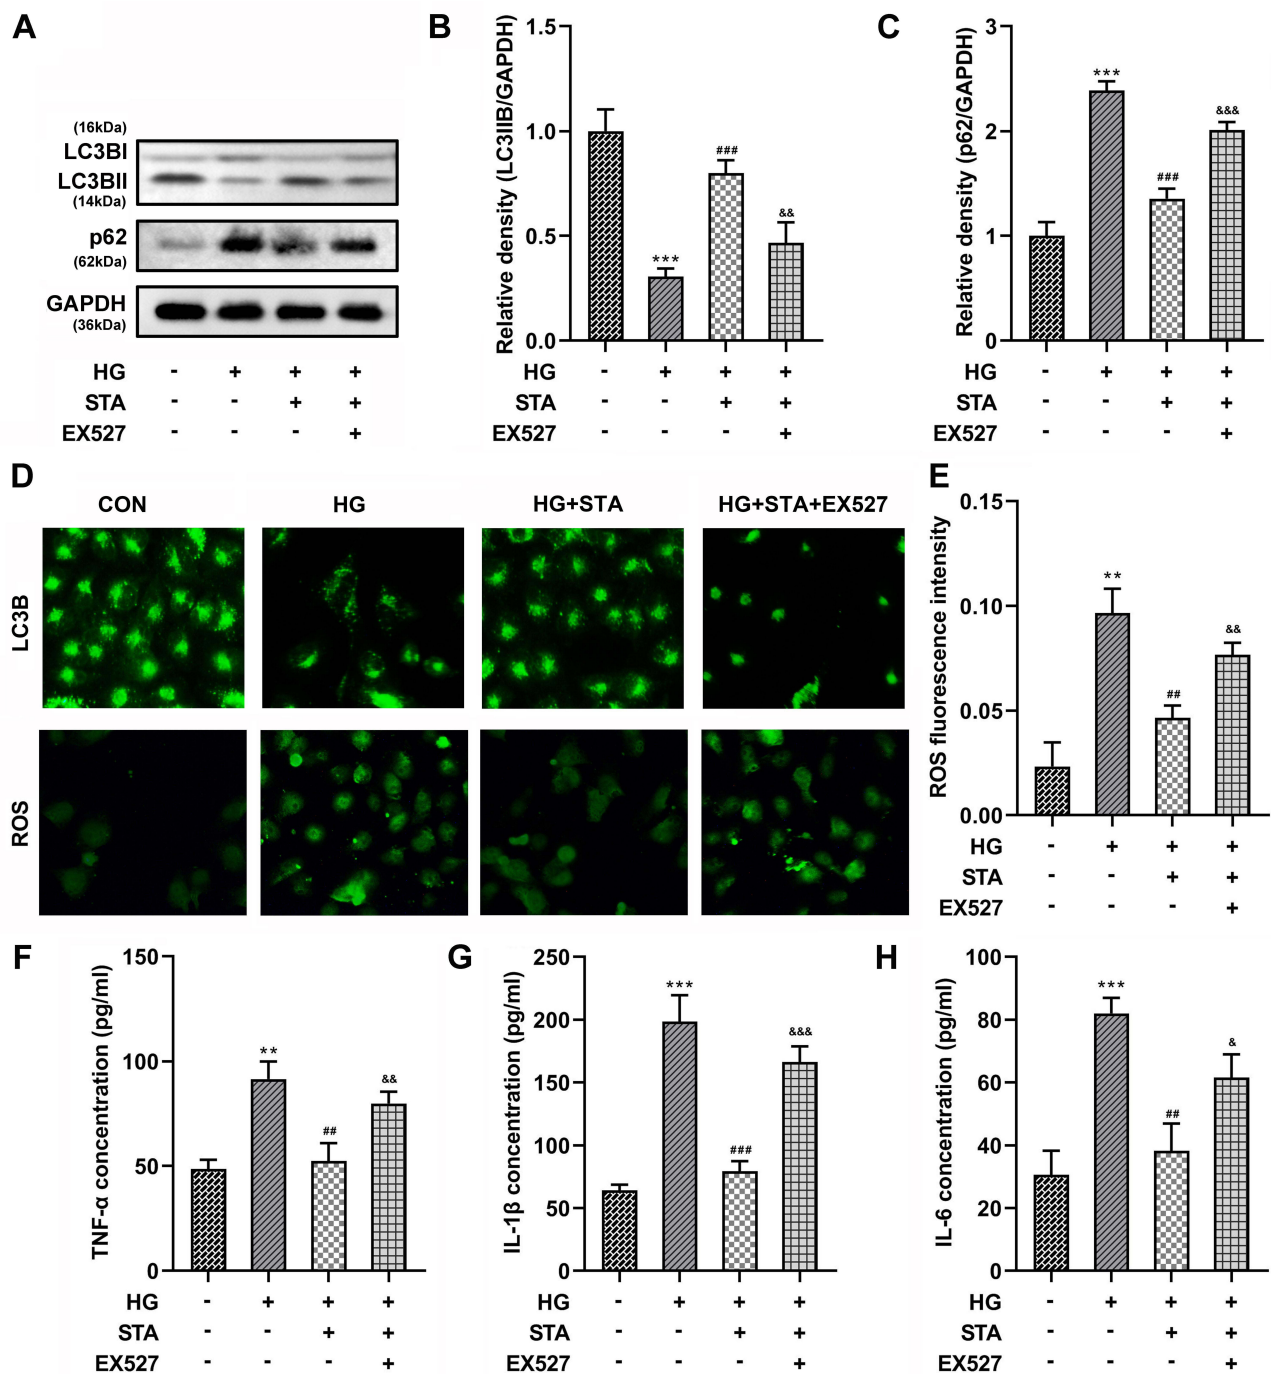 A
(16kDa)
LC3BI
LC3BII
(14kDa)
p62
(62kDa)
GAPDH
(36kDa)
HG - + + +
STA - - + +
EX527 - - - +
B
Relative density (LC3IIB/GAPDH)
1.5
1.0
0.5
0.0
***
###
&&
HG - + + +
STA - - + +
EX527 - - - +
C
Relative density (p62/GAPDH)
3
2
1
0
***
###
&&&
HG - + + +
STA - - + +
EX527 - - - +
D
CON HG HG+STA HG+STA+EX527
LC3B
ROS
E
ROS fluorescence intensity
0.15
0.10
0.05
0.00
**
##
&&
HG - + + +
STA - - + +
EX527 - - - +
F
TNF-α concentration (pg/ml)
150
100
50
0
**
##
&&
HG - + + +
STA - - + +
EX527 - - - +
G
IL-1β concentration (pg/ml)
250
200
150
100
50
0
***
###
&&&
HG - + + +
STA - - + +
EX527 - - - +
H
IL-6 concentration (pg/ml)
100
80
60
40
20
0
***
##
&
HG - + + +
STA - - + +
EX527 - - - +